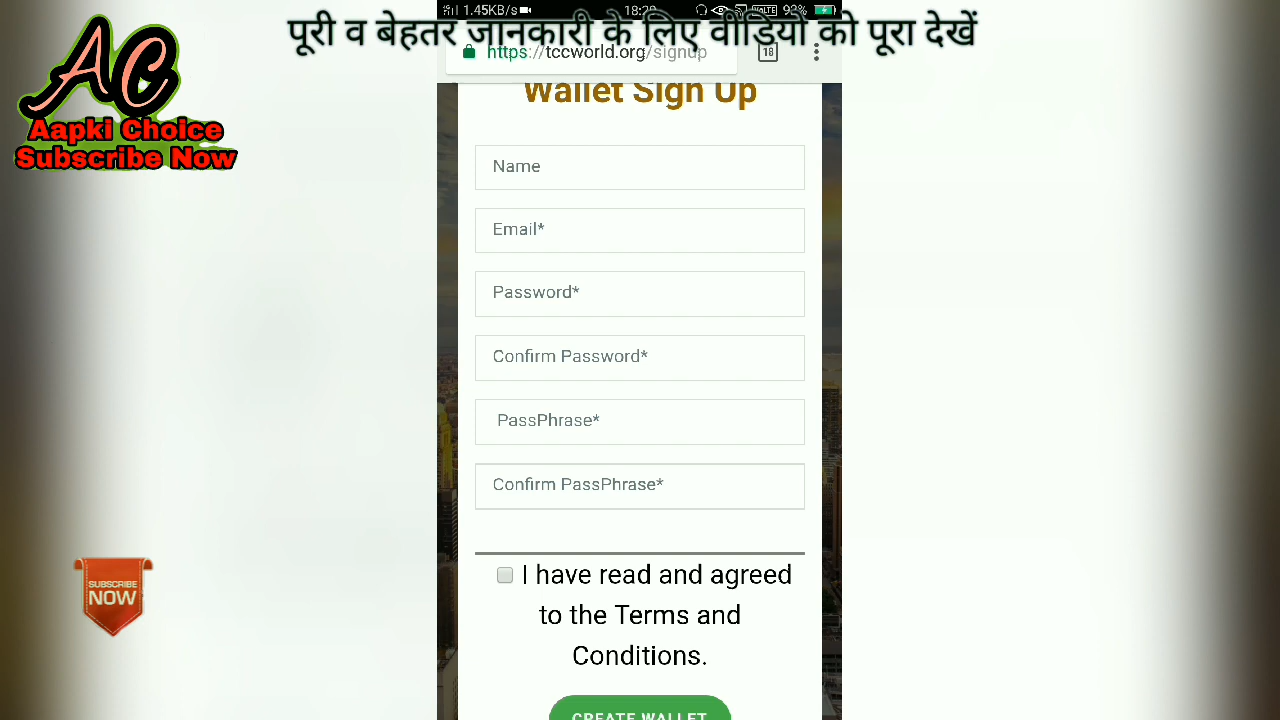 पूरी व बेहतर जानकारी के लिए वीडियो को पूरा देखें
AC
Aapki Choice
Subscribe Now
1.45KB/s
92%
https://tccworld.org/signup
18
Wallet Sign Up
Name
Email*
Password*
Confirm Password*
PassPhrase*
Confirm PassPhrase*
I have read and agreed
to the Terms and
Conditions.
CREATE WALLET
SUBSCRIBE
NOW